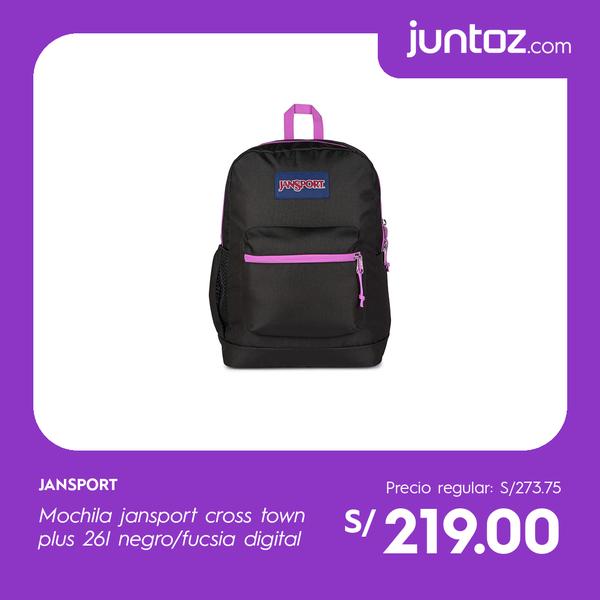 juntoz.com
JANSPORT
JANSPORT
Mochila jansport cross town
plus 26l negro/fucsia digital
Precio regular: S/273.75
S/219.00